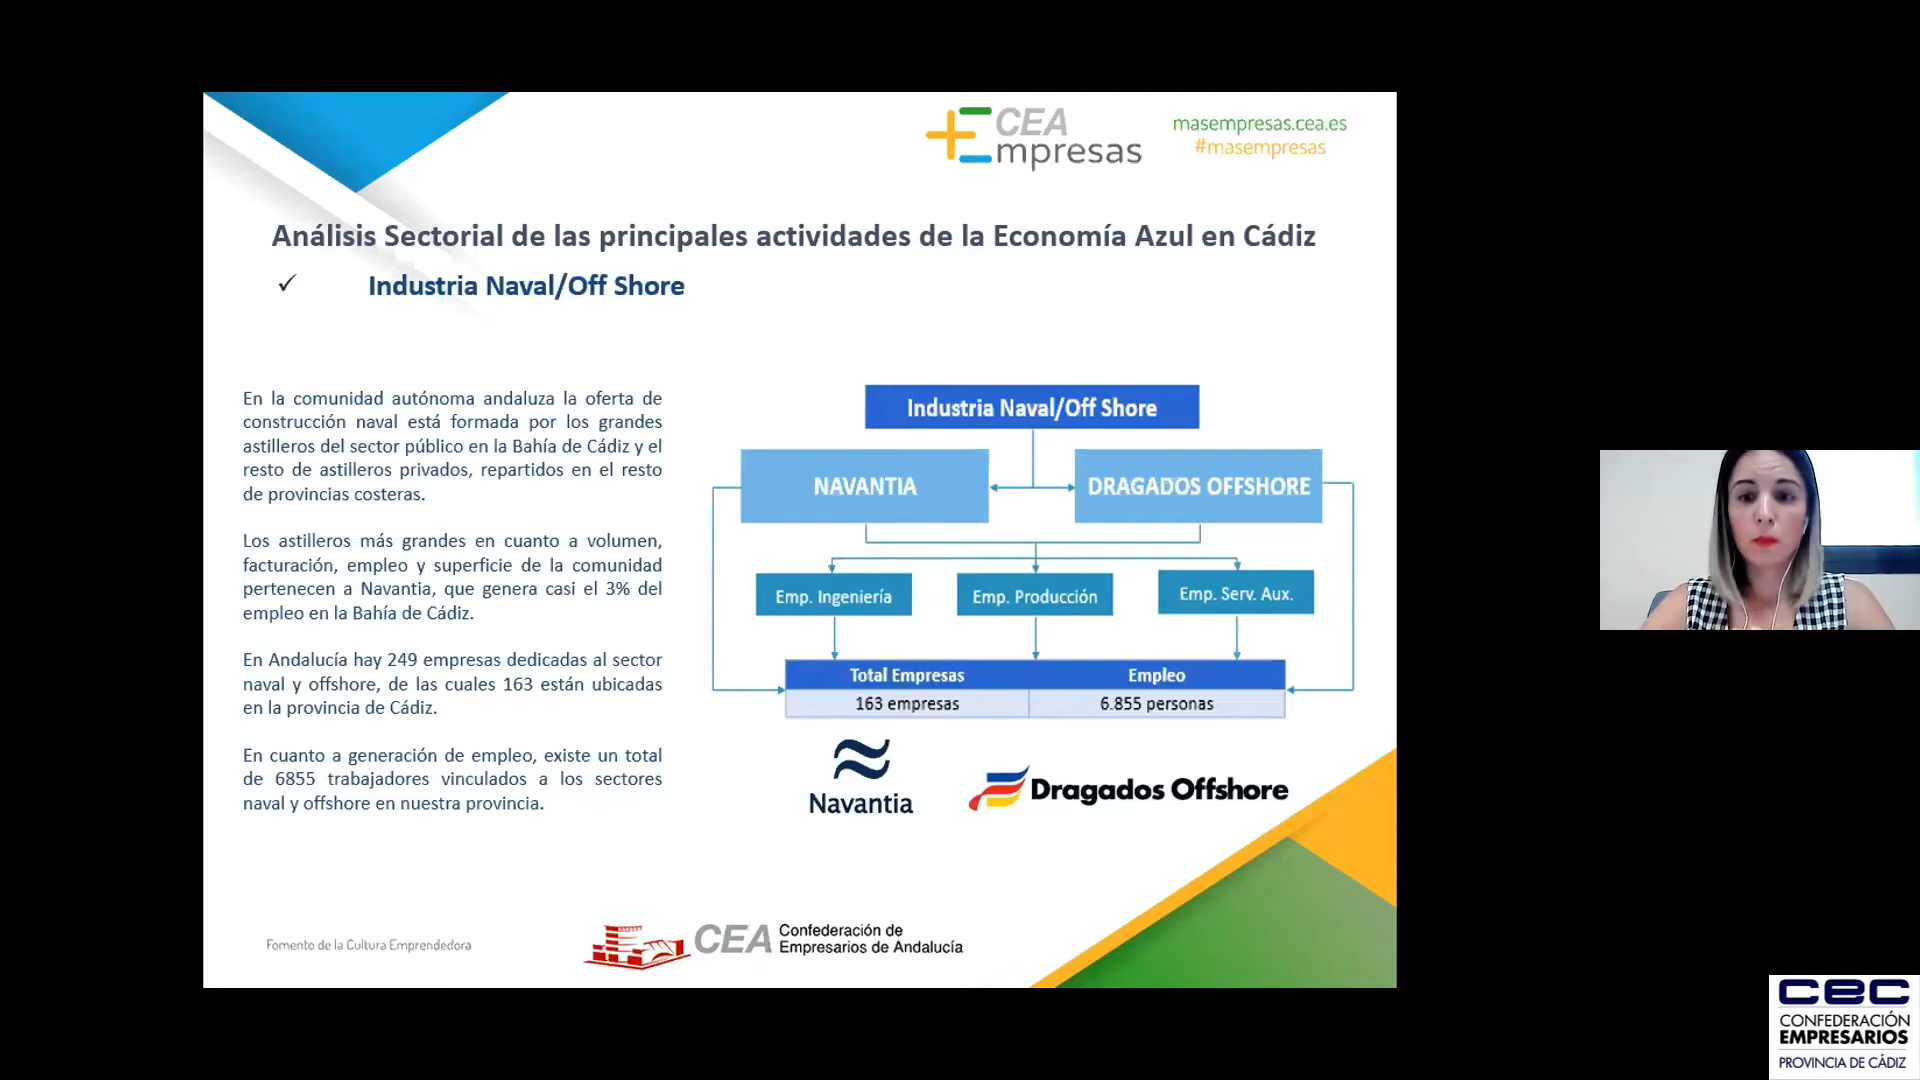 CEA
Empresas
masempresas.cea.es
#masempresas
Análisis Sectorial de las principales actividades de la Economía Azul en Cádiz
✓ Industria Naval/Off Shore
En la comunidad autónoma andaluza la oferta de
construcción naval está formada por los grandes
astilleros del sector público en la Bahía de Cádiz y el
resto de astilleros privados, repartidos en el resto
de provincias costeras.
Los astilleros más grandes en cuanto a volumen,
facturación, empleo y superficie de la comunidad
pertenecen a Navantia, que genera casi el 3% del
empleo en la Bahía de Cádiz.
En Andalucía hay 249 empresas dedicadas al sector
naval y offshore, de las cuales 163 están ubicadas
en la provincia de Cádiz.
En cuanto a generación de empleo, existe un total
de 6855 trabajadores vinculados a los sectores
naval y offshore en nuestra provincia.
Industria Naval/Off Shore
NAVANTIA
DRAGADOS OFFSHORE
Emp. Ingeniería
Emp. Producción
Emp. Serv. Aux.
Total Empresas
Empleo
163 empresas
6.855 personas
Navantia
Dragados Offshore
Fomento de la Cultura Emprendedora
CEA
Confederación de
Empresarios de Andalucía
cec
CONFEDERACIÓN
EMPRESARIOS
PROVINCIA DE CÁDIZ